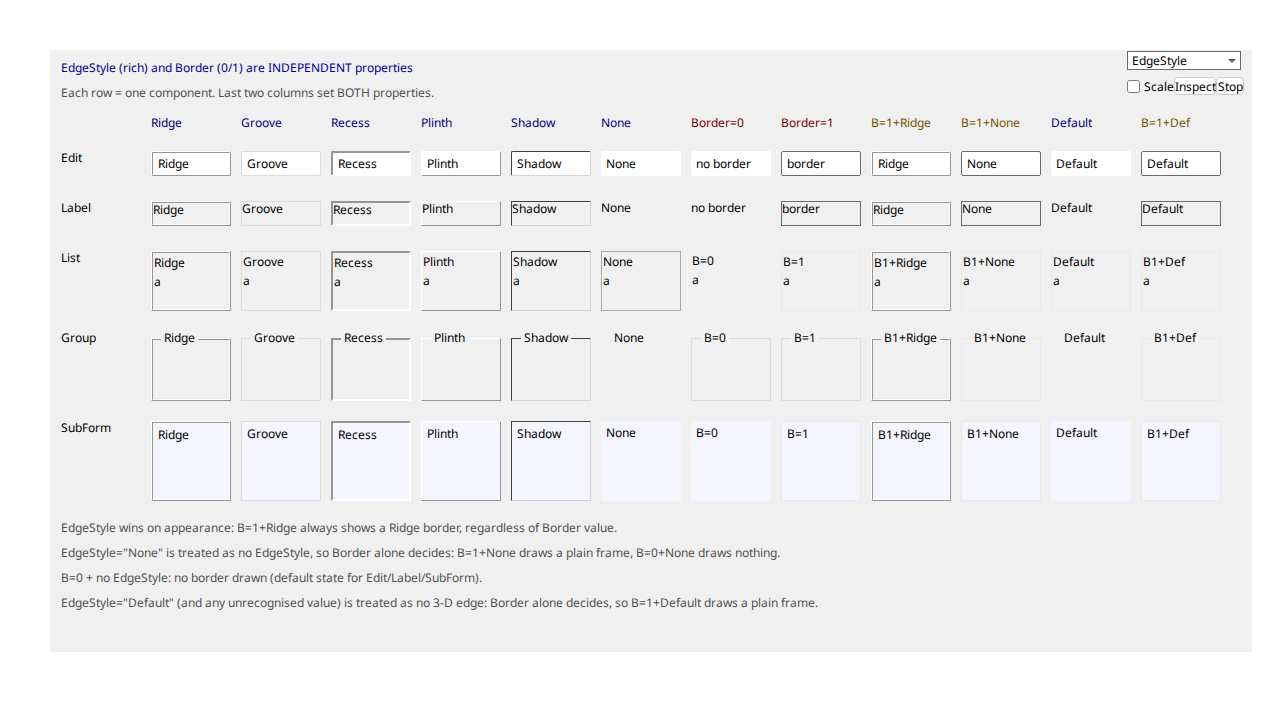 EdgeStyle (rich) and Border (0/1) are INDEPENDENT properties
EdgeStyle
Each row = one component. Last two columns set BOTH properties.
Scale Inspect Stop
Ridge Groove Recess Plinth Shadow None Border=0 Border=1 B=1+Ridge B=1+None Default B=1+Def
Edit Ridge Groove Recess Plinth Shadow None no border border Ridge None Default Default
Label Ridge Groove Recess Plinth Shadow None no border border Ridge None Default Default
List Ridge Groove Recess Plinth Shadow None B=0 B=1 B1+Ridge B1+None Default B1+Def
a a a a a a a a a a a a
Group Ridge Groove Recess Plinth Shadow None B=0 B=1 B1+Ridge B1+None Default B1+Def
SubForm Ridge Groove Recess Plinth Shadow None B=0 B=1 B1+Ridge B1+None Default B1+Def
EdgeStyle wins on appearance: B=1+Ridge always shows a Ridge border, regardless of Border value.
EdgeStyle="None" is treated as no EdgeStyle, so Border alone decides: B=1+None draws a plain frame, B=0+None draws nothing.
B=0 + no EdgeStyle: no border drawn (default state for Edit/Label/SubForm).
EdgeStyle="Default" (and any unrecognised value) is treated as no 3-D edge: Border alone decides, so B=1+Default draws a plain frame.